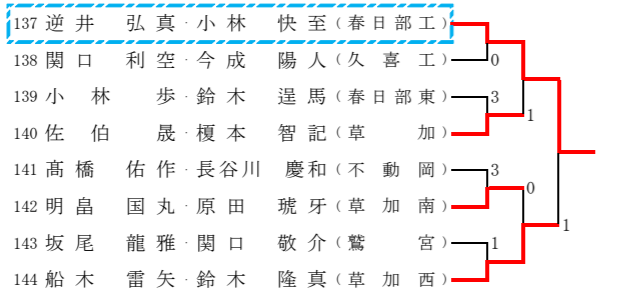 137 逆井 弘真・小林 快至(春日部工)
138 関口 利空・今成 陽人(久喜工) 0
139 小林 歩・鈴木 逞馬(春日部東) 3
1
140 佐伯 晟・榎本 智記(草加)
141 髙橋 佑作・長谷川 慶和(不動岡) 3
0
142 明畠 国丸・原田 琥牙(草加南)
1
143 坂尾 龍雅・関口 敬介(鷲宮) 1
144 船木 雷矢・鈴木 隆真(草加西)